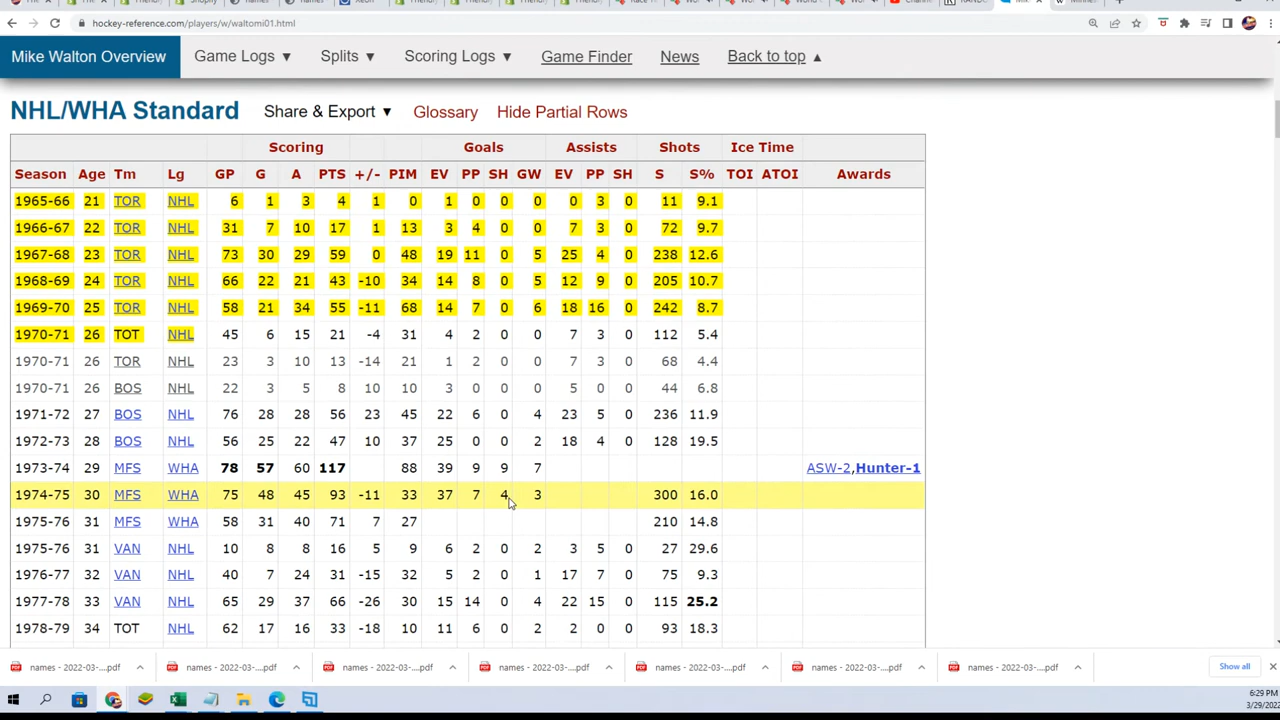 hockey-reference.com/players/w/waltomi01.html
Mike Walton Overview Game Logs ▼ Splits ▼ Scoring Logs ▼ Game Finder News Back to top ▲
NHL/WHA Standard Share & Export ▼ Glossary Hide Partial Rows
Scoring Goals Assists Shots Ice Time
Season Age Tm Lg GP G A PTS +/- PIM EV PP SH GW EV PP SH S S% TOI ATOI Awards
1965-66 21 TOR NHL 6 1 3 4 1 0 1 0 0 0 0 3 0 11 9.1
1966-67 22 TOR NHL 31 7 10 17 1 13 3 4 0 0 7 3 0 72 9.7
1967-68 23 TOR NHL 73 30 29 59 0 48 19 11 0 5 25 4 0 238 12.6
1968-69 24 TOR NHL 66 22 21 43 -10 34 14 8 0 5 12 9 0 205 10.7
1969-70 25 TOR NHL 58 21 34 55 -11 68 14 7 0 6 18 16 0 242 8.7
1970-71 26 TOT NHL 45 6 15 21 -4 31 4 2 0 0 7 3 0 112 5.4
1970-71 26 TOR NHL 23 3 10 13 -14 21 1 2 0 0 7 3 0 68 4.4
1970-71 26 BOS NHL 22 3 5 8 10 10 3 0 0 0 5 0 0 44 6.8
1971-72 27 BOS NHL 76 28 28 56 23 45 22 6 0 4 23 5 0 236 11.9
1972-73 28 BOS NHL 56 25 22 47 10 37 25 0 0 2 18 4 0 128 19.5
1973-74 29 MFS WHA 78 57 60 117 88 39 9 9 7 ASW-2,Hunter-1
1974-75 30 MFS WHA 75 48 45 93 -11 33 37 7 4 3 300 16.0
1975-76 31 MFS WHA 58 31 40 71 7 27 210 14.8
1975-76 31 VAN NHL 10 8 8 16 5 9 6 2 0 2 3 5 0 27 29.6
1976-77 32 VAN NHL 40 7 24 31 -15 32 5 2 0 1 17 7 0 75 9.3
1977-78 33 VAN NHL 65 29 37 66 -26 30 15 14 0 4 22 15 0 115 25.2
1978-79 34 TOT NHL 62 17 16 33 -18 10 11 6 0 2 2 0 0 93 18.3
names - 2022-03-....pdf names - 2022-03-....pdf names - 2022-03-....pdf names - 2022-03-....pdf names - 2022-03-....pdf names - 2022-03-....pdf names - 2022-03-....pdf Show all
6:29 PM